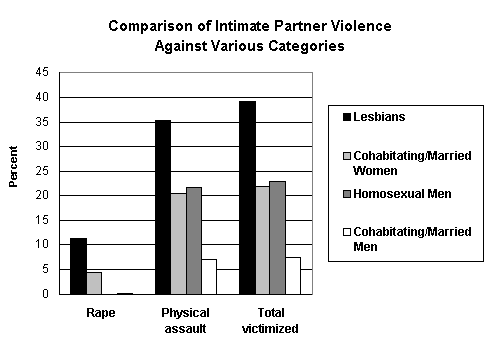 Comparison of Intimate Partner Violence
Against Various Categories
Percent
45
40
35
30
25
20
15
10
5
0
Rape
Physical
assault
Total
victimized
Lesbians
Cohabitating/Married
Women
Homosexual Men
Cohabitating/Married
Men